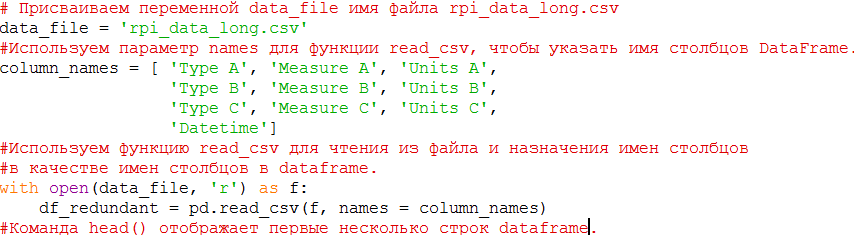 # Присваиваем переменной data_file имя файла rpi_data_long.csv
data_file = 'rpi_data_long.csv'
#Используем параметр names для функции read_csv, чтобы указать имя столбцов DataFrame.
column_names = [ 'Type A', 'Measure A', 'Units A',
                 'Type B', 'Measure B', 'Units B',
                 'Type C', 'Measure C', 'Units C',
                 'Datetime']
#Используем функцию read_csv для чтения из файла и назначения имен столбцов
#в качестве имен столбцов в dataframe.
with open(data_file, 'r') as f:
    df_redundant = pd.read_csv(f, names = column_names)
#Команда head() отображает первые несколько строк dataframe.